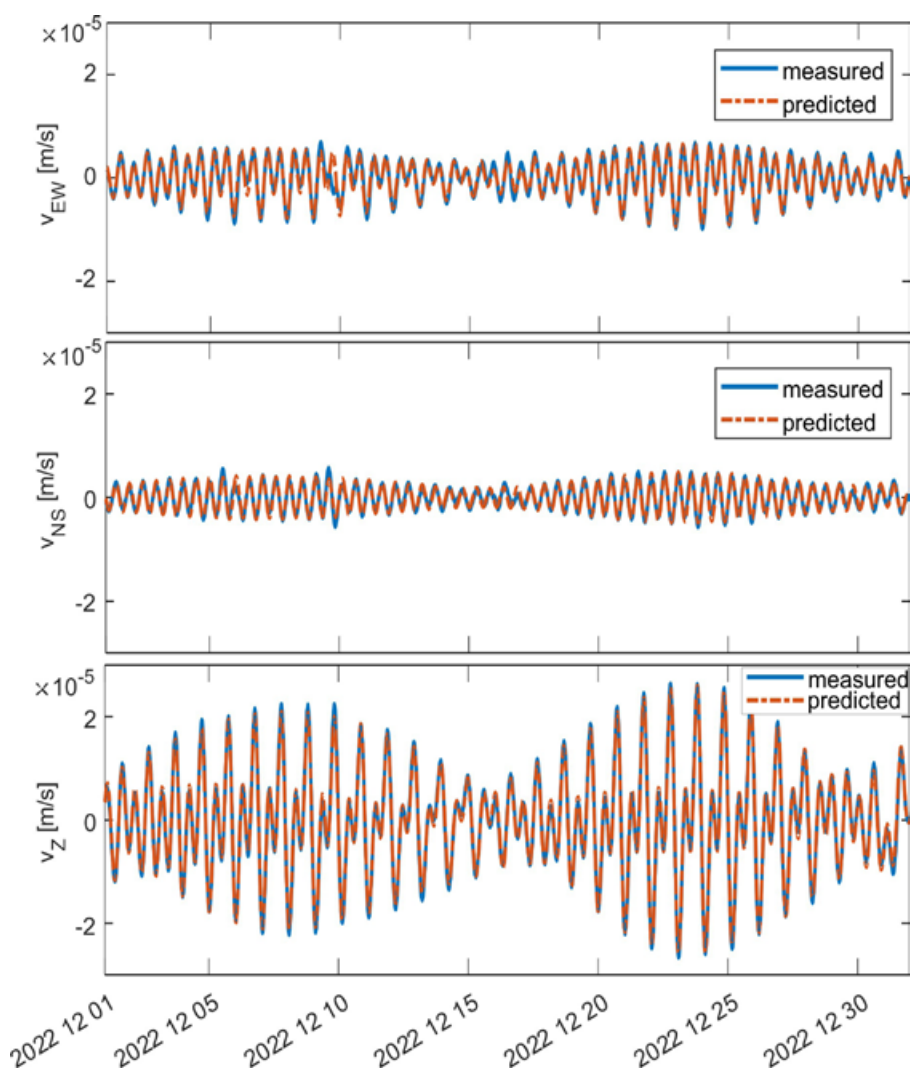 ×10⁻⁵
2
0
-2
v_EW [m/s]
measured
predicted
×10⁻⁵
2
0
-2
v_NS [m/s]
measured
predicted
×10⁻⁵
2
0
-2
v_Z [m/s]
measured
predicted
2022 12 01
2022 12 05
2022 12 10
2022 12 15
2022 12 20
2022 12 25
2022 12 30